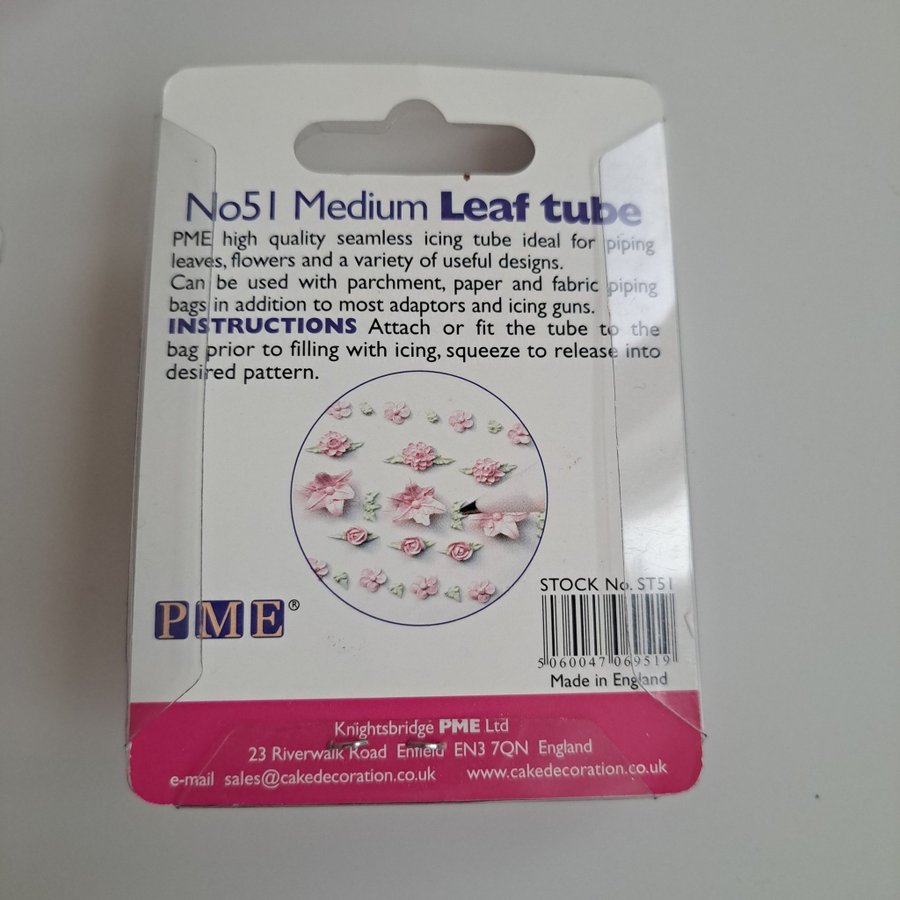 No51 Medium Leaf tube
PME high quality seamless icing tube ideal for piping
leaves, flowers and a variety of useful designs.
Can be used with parchment, paper and fabric piping
bags in addition to most adaptors and icing guns.
INSTRUCTIONS Attach or fit the tube to the
bag prior to filling with icing, squeeze to release into
desired pattern.
STOCK No. ST51
PME®
5 060047 069519
Made in England
Knightsbridge PME Ltd
23 Riverwalk Road Enfield EN3 7QN England
e-mail sales@cakedecoration.co.uk www.cakedecoration.co.uk